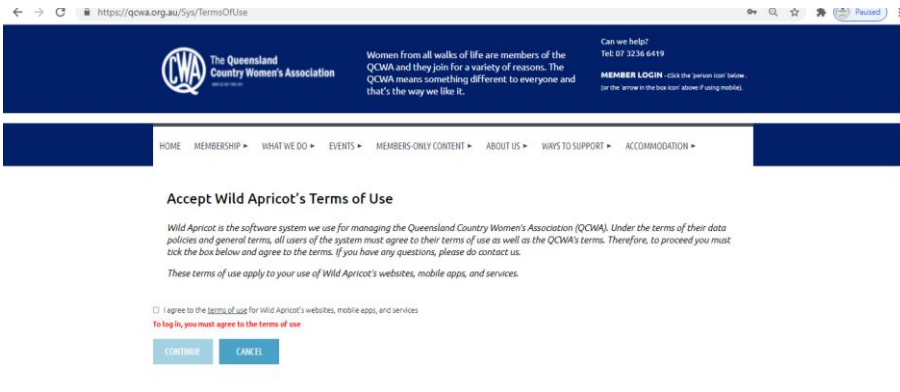 https://qcwa.org.au/Sys/TermsOfUse
Paused
CWA
The Queensland
Country Women's Association
Women from all walks of life are members of the
QCWA and they join for a variety of reasons. The
QCWA means something different to everyone and
that's the way we like it.
Can we help?
Tel: 07 3236 6419
MEMBER LOGIN - click the 'person icon' below.
(or the 'arrow in the box icon' above if using mobile).
HOME MEMBERSHIP ► WHAT WE DO ► EVENTS ► MEMBERS-ONLY CONTENT ► ABOUT US ► WAYS TO SUPPORT ► ACCOMMODATION ►
Accept Wild Apricot's Terms of Use
Wild Apricot is the software system we use for managing the Queensland Country Women's Association (QCWA). Under the terms of their data
policies and general terms, all users of the system must agree to their terms of use as well as the QCWA's terms. Therefore, to proceed you must
tick the box below and agree to the terms. If you have any questions, please do contact us.
These terms of use apply to your use of Wild Apricot's websites, mobile apps, and services.
I agree to the terms of use for Wild Apricot's websites, mobile apps, and services
To log in, you must agree to the terms of use
CONTINUE CANCEL